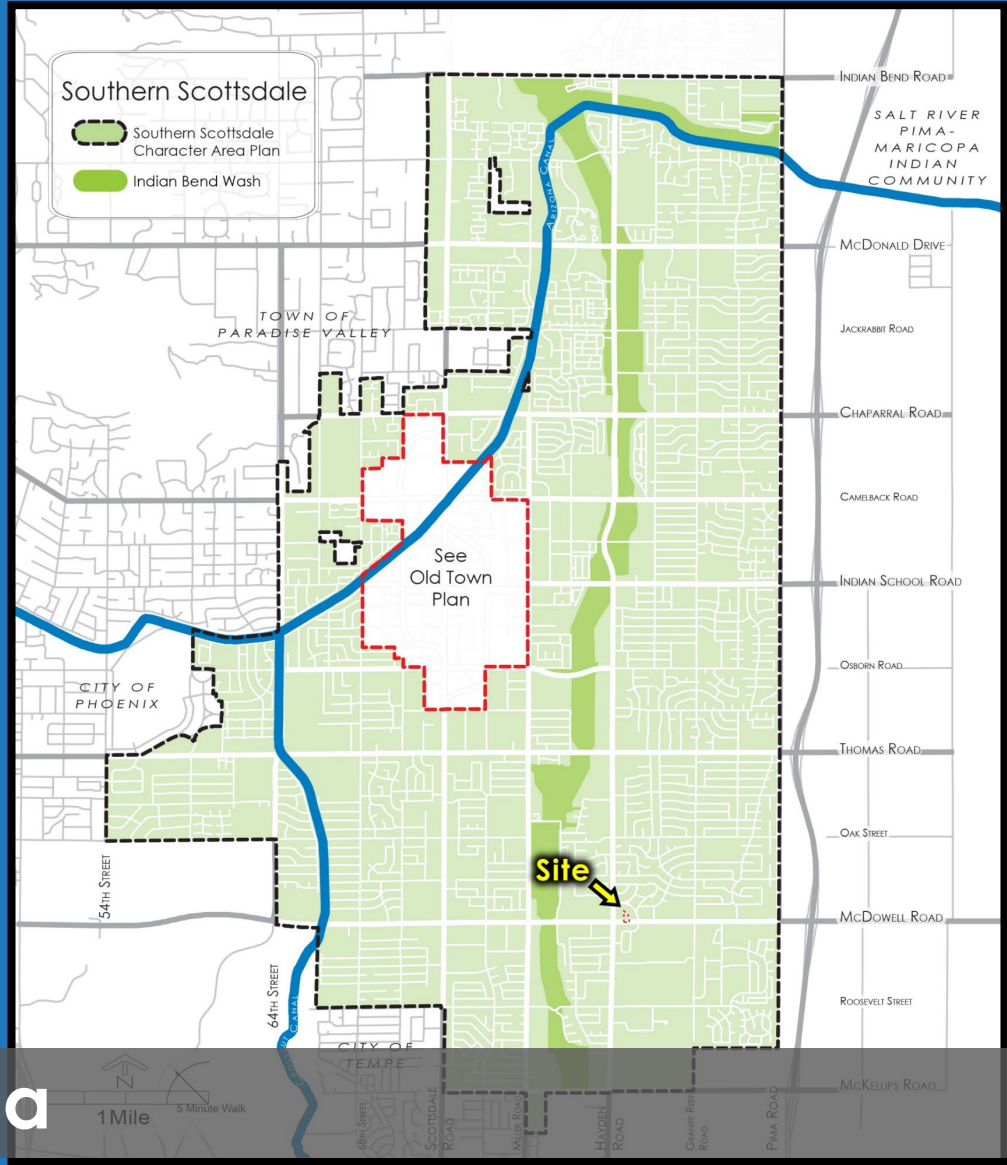 Southern Scottsdale
Southern Scottsdale
Character Area Plan
Indian Bend Wash
INDIAN BEND ROAD
SALT RIVER
PIMA-
MARICOPA
INDIAN
COMMUNITY
ARIZONA CANAL
MCDONALD DRIVE
TOWN OF
PARADISE VALLEY
JACKRABBIT ROAD
CHAPARRAL ROAD
CAMELBACK ROAD
See
Old Town
Plan
INDIAN SCHOOL ROAD
OSBORN ROAD
CITY OF
PHOENIX
THOMAS ROAD
OAK STREET
Site
54TH STREET
MCDOWELL ROAD
64TH STREET
ROOSEVELT STREET
CANAL
CITY OF
TEMPE
MCKELLIPS ROAD
N
a
1Mile
5 Minute Walk
68TH STREET
SCOTTSDALE
ROAD
MILLER ROAD
HAYDEN
ROAD
GRANITE REEF
ROAD
PIMA ROAD